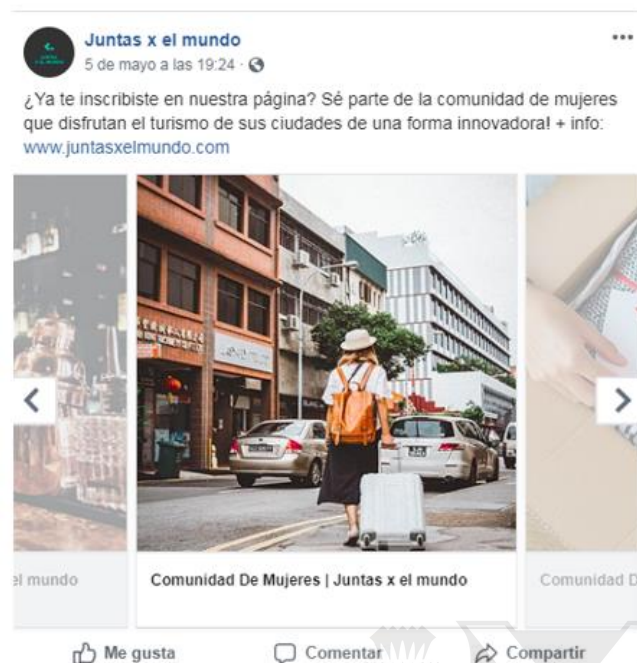 Juntas x el mundo
5 de mayo a las 19:24 ·
¿Ya te inscribiste en nuestra página? Sé parte de la comunidad de mujeres
que disfrutan el turismo de sus ciudades de una forma innovadora! + info:
www.juntasxelmundo.com
el mundo
Comunidad De Mujeres | Juntas x el mundo
Comunidad D
Me gusta
Comentar
Compartir